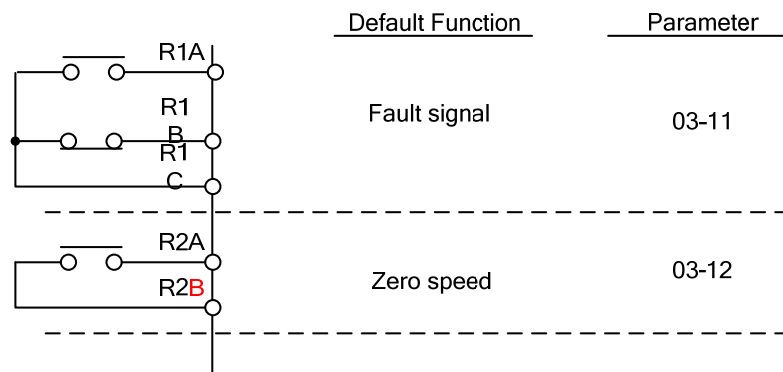 Default Function Parameter
R1A
R1
B
Fault signal 03-11
R1
C
R2A
R2B
Zero speed 03-12